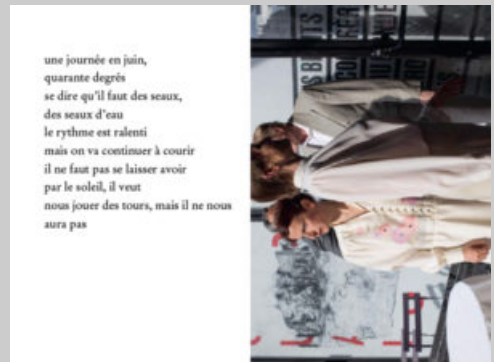 une journée en juin,
quarante degrés
se dire qu'il faut des seaux,
des seaux d'eau
le rythme est ralenti
mais on va continuer à courir
il ne faut pas se laisser avoir
par le soleil, il veut
nous jouer des tours, mais il ne nous
aura pas